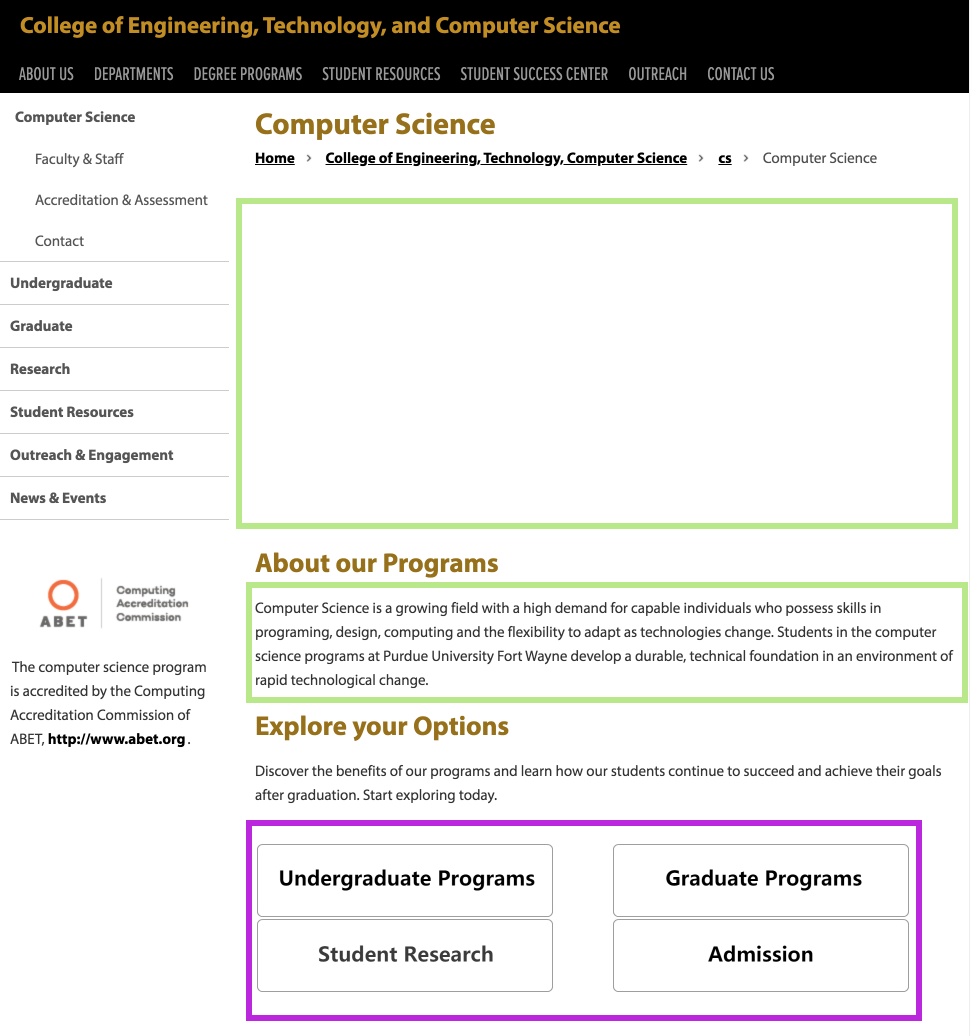 College of Engineering, Technology, and Computer Science
ABOUT US DEPARTMENTS DEGREE PROGRAMS STUDENT RESOURCES STUDENT SUCCESS CENTER OUTREACH CONTACT US
Computer Science
Faculty & Staff
Accreditation & Assessment
Contact
Undergraduate
Graduate
Research
Student Resources
Outreach & Engagement
News & Events
ABET
Computing
Accreditation
Commission
The computer science program
is accredited by the Computing
Accreditation Commission of
ABET, http://www.abet.org .
Computer Science
Home › College of Engineering, Technology, Computer Science › cs › Computer Science
About our Programs
Computer Science is a growing field with a high demand for capable individuals who possess skills in
programing, design, computing and the flexibility to adapt as technologies change. Students in the computer
science programs at Purdue University Fort Wayne develop a durable, technical foundation in an environment of
rapid technological change.
Explore your Options
Discover the benefits of our programs and learn how our students continue to succeed and achieve their goals
after graduation. Start exploring today.
Undergraduate Programs
Graduate Programs
Student Research
Admission